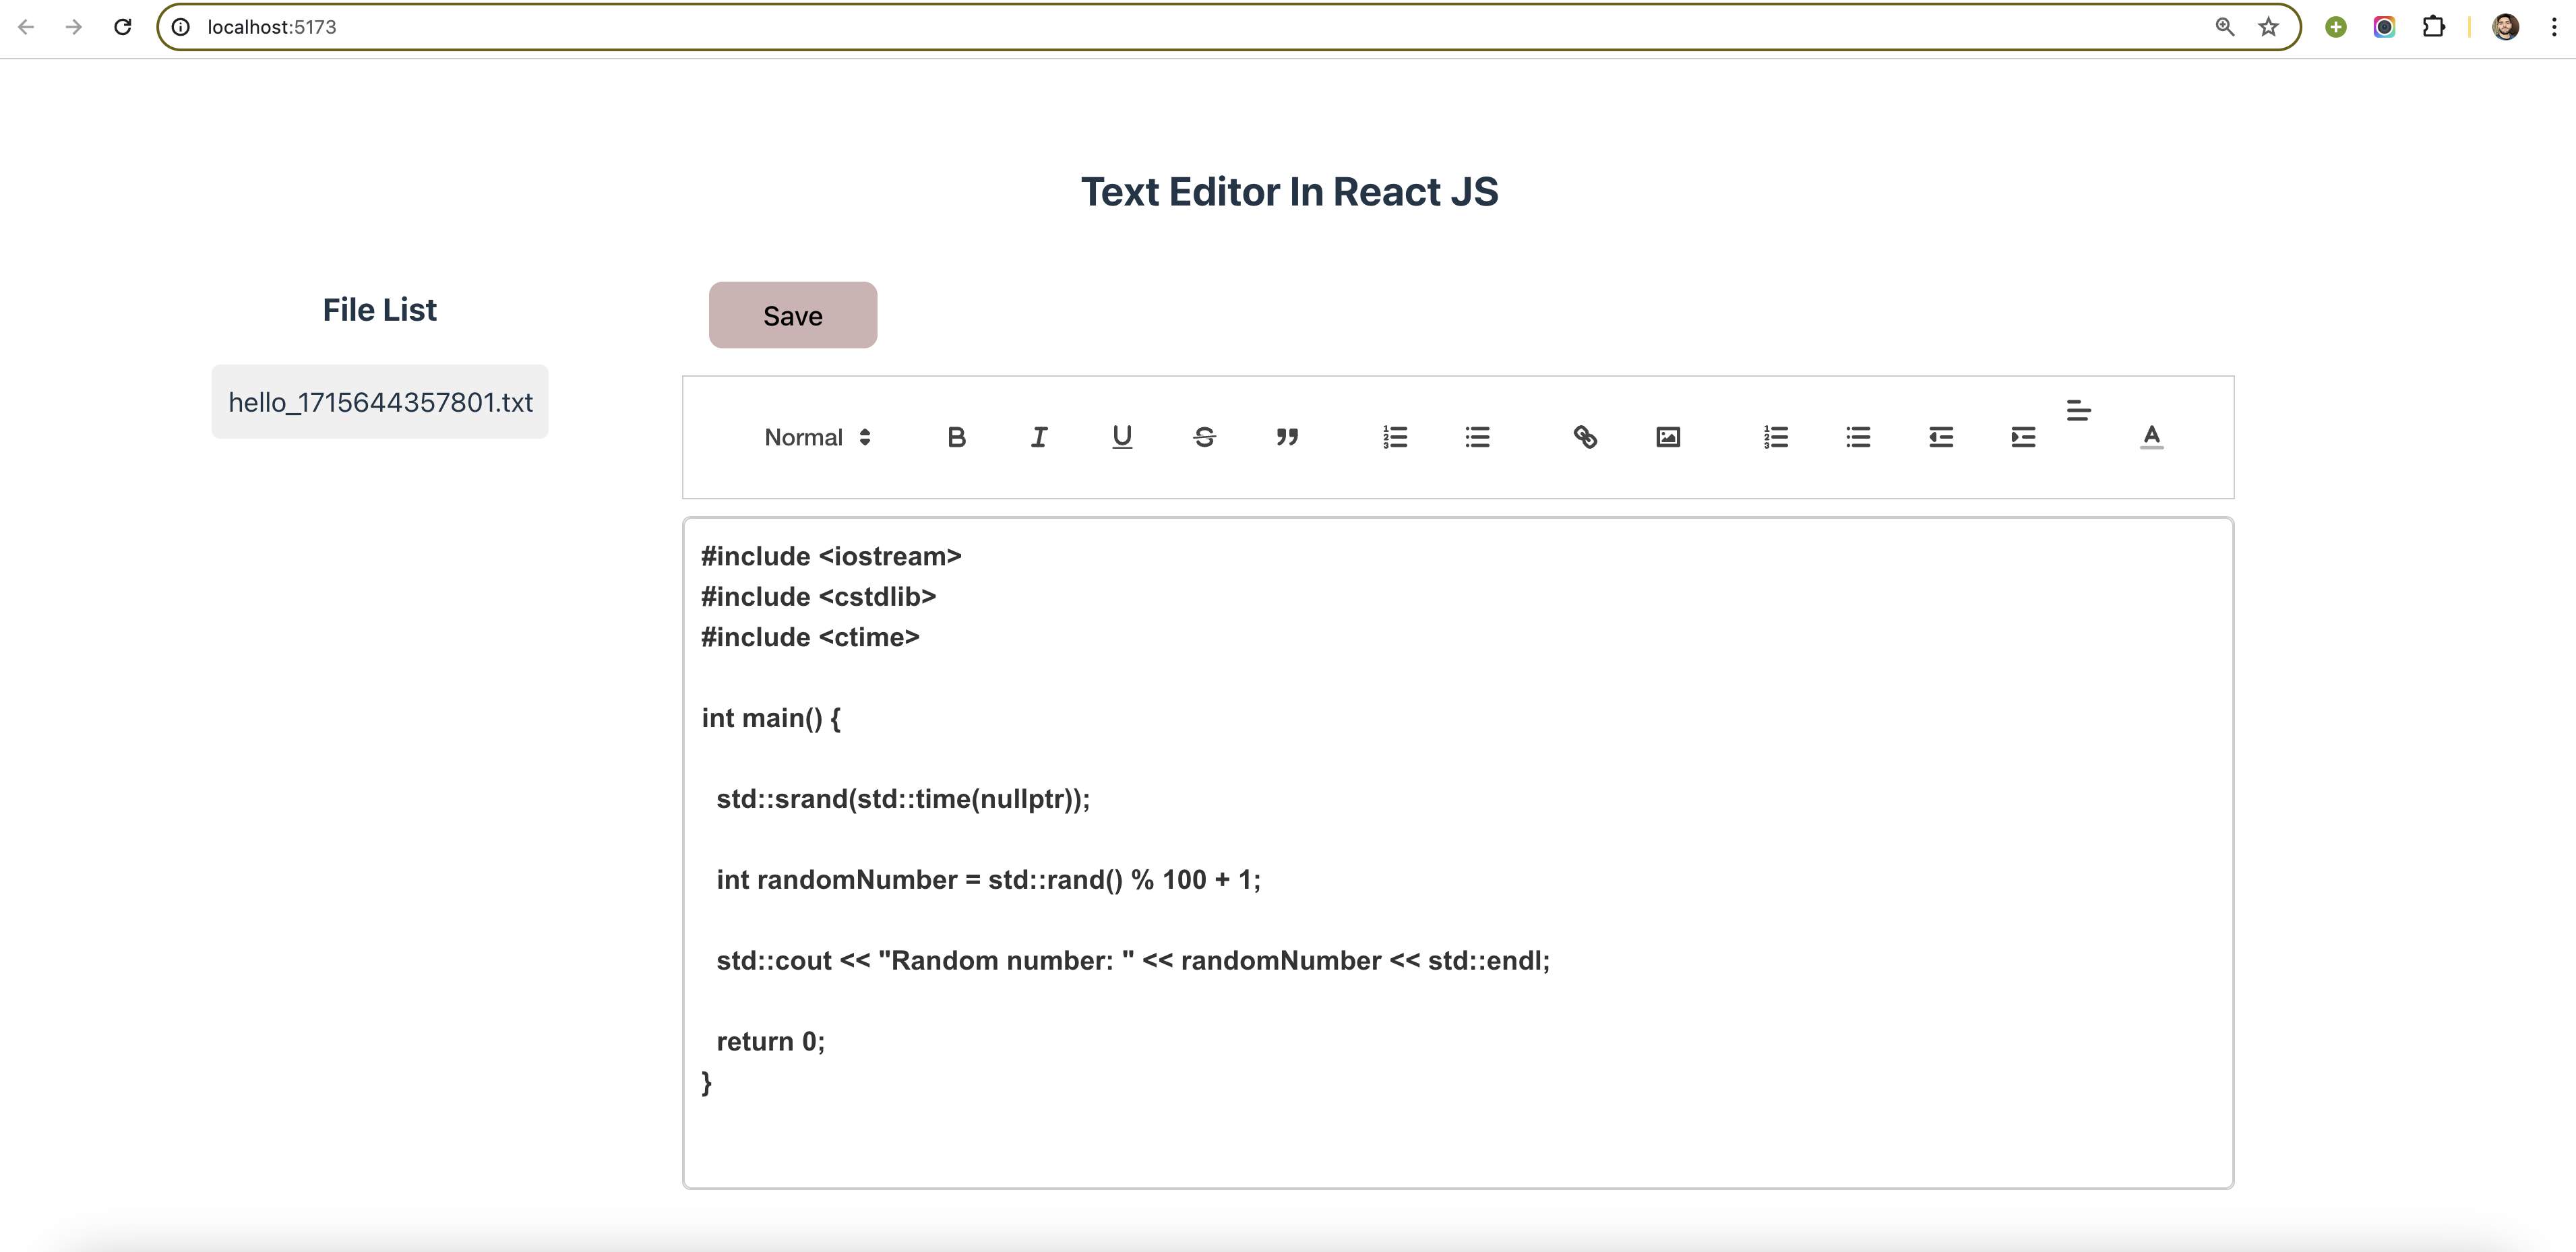 localhost:5173
Text Editor In React JS
File List
Save
hello_1715644357801.txt
Normal
#include <iostream>
#include <cstdlib>
#include <ctime>
int main() {
std::srand(std::time(nullptr));
int randomNumber = std::rand() % 100 + 1;
std::cout << "Random number: " << randomNumber << std::endl;
return 0;
}